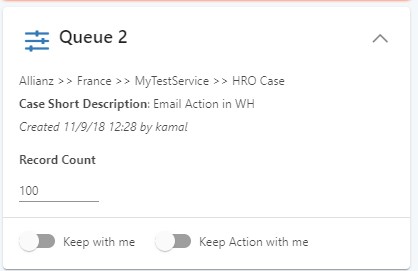 Queue 2
Allianz >> France >> MyTestService >> HRO Case
Case Short Description: Email Action in WH
Created 11/9/18 12:28 by kamal
Record Count
100
Keep with me Keep Action with me